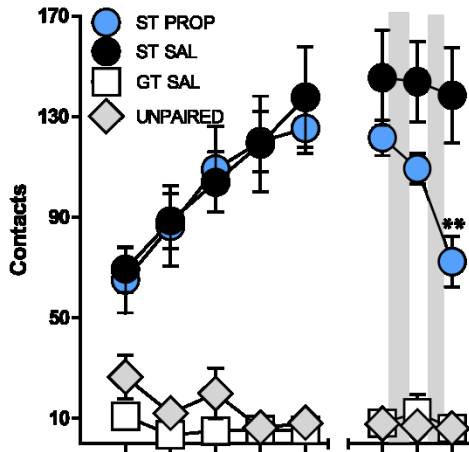 170
ST PROP
ST SAL
GT SAL
130
UNPAIRED
Contacts
90
**
50
10